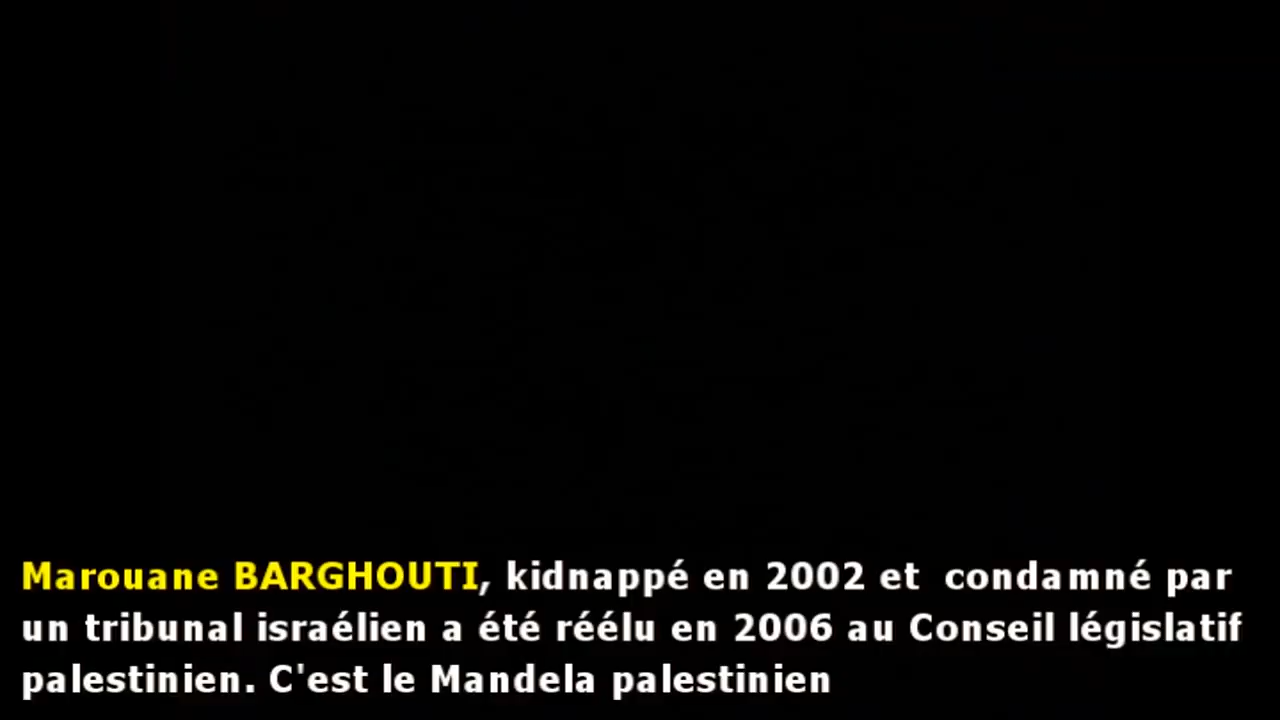 Marouane BARGHOUTI, kidnappé en 2002 et condamné par
un tribunal israélien a été réélu en 2006 au Conseil législatif
palestinien. C'est le Mandela palestinien